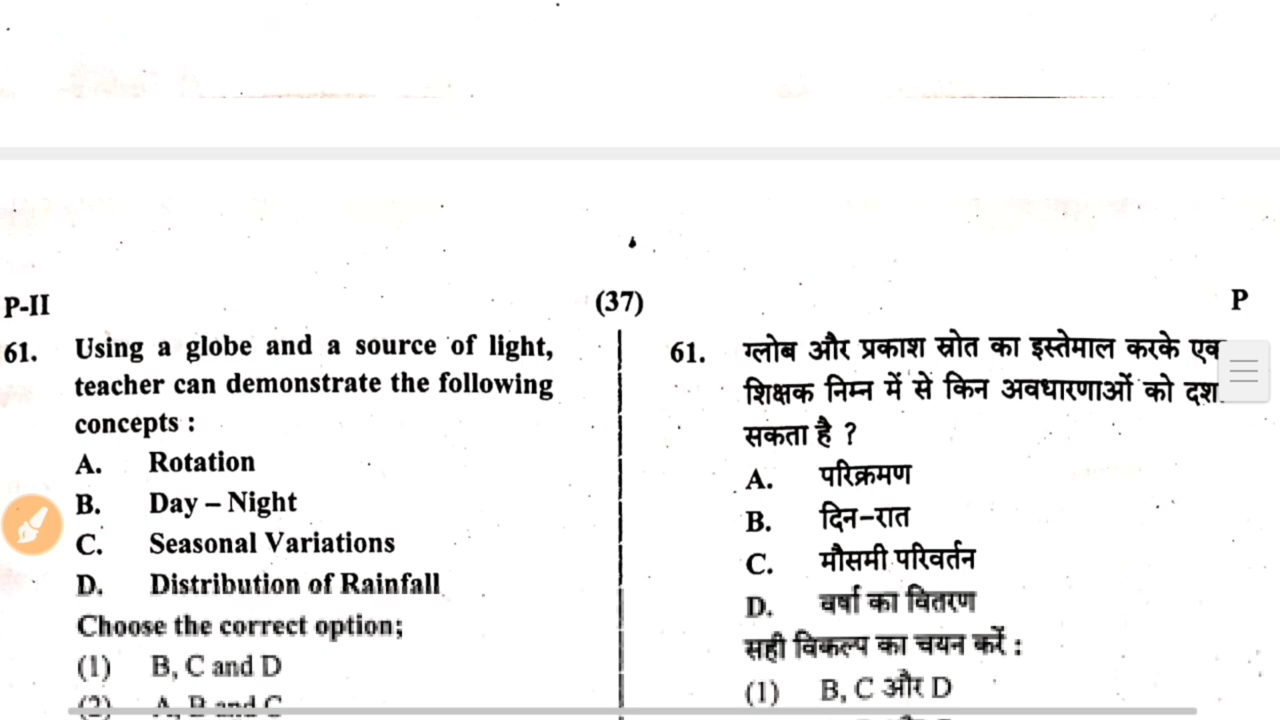 P-II
(37)
P
61. Using a globe and a source of light,
teacher can demonstrate the following
concepts :
A. Rotation
B. Day – Night
C. Seasonal Variations
D. Distribution of Rainfall
Choose the correct option;
(1) B, C and D
(2) A, B and C
61. ग्लोब और प्रकाश स्रोत का इस्तेमाल करके
शिक्षक निम्न में से किन अवधारणाओं को
सकता है ?
A. परिक्रमण
B. दिन-रात
C. मौसमी परिवर्तन
D. वर्षा का वितरण
सही विकल्प का चयन करें :
(1) B, C और D